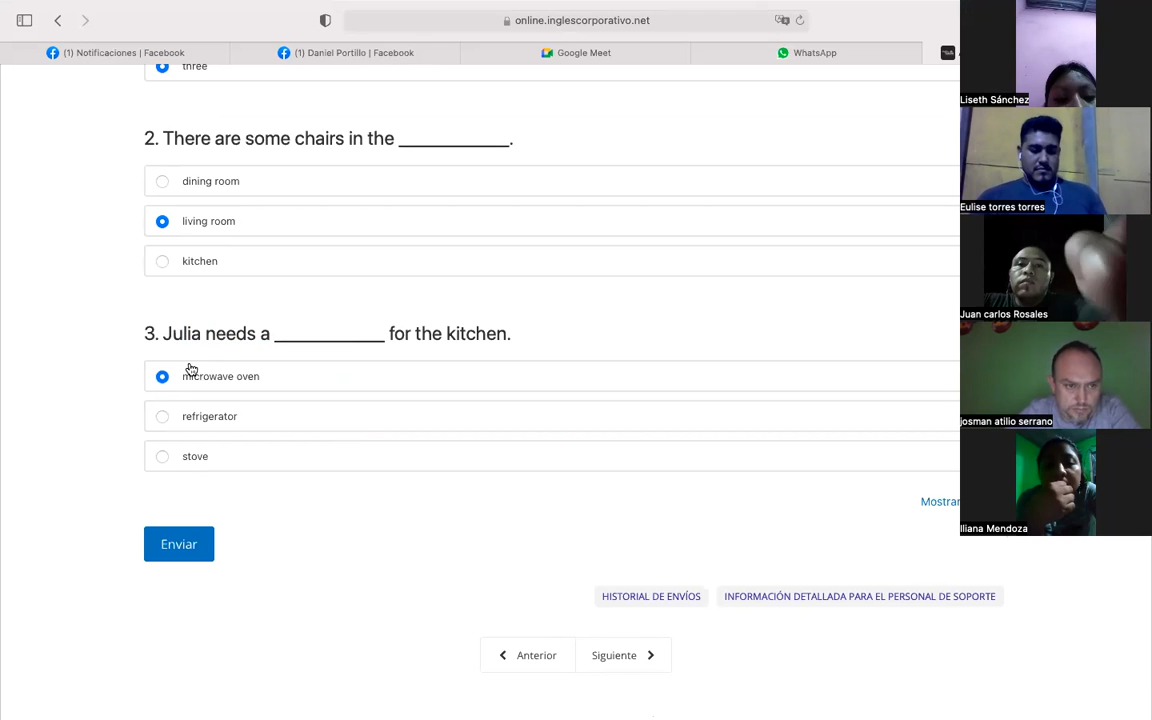 online.inglescorporativo.net
(1) Notificaciones | Facebook
(1) Daniel Portillo | Facebook
Google Meet
WhatsApp
three
2. There are some chairs in the ____________.
dining room
living room
kitchen
3. Julia needs a ____________ for the kitchen.
microwave oven
refrigerator
stove
Mostrar
Enviar
HISTORIAL DE ENVÍOS
INFORMACIÓN DETALLADA PARA EL PERSONAL DE SOPORTE
Anterior
Siguiente
Liseth Sánchez
Eulise torres torres
Juan carlos Rosales
josman atilio serrano
Iliana Mendoza